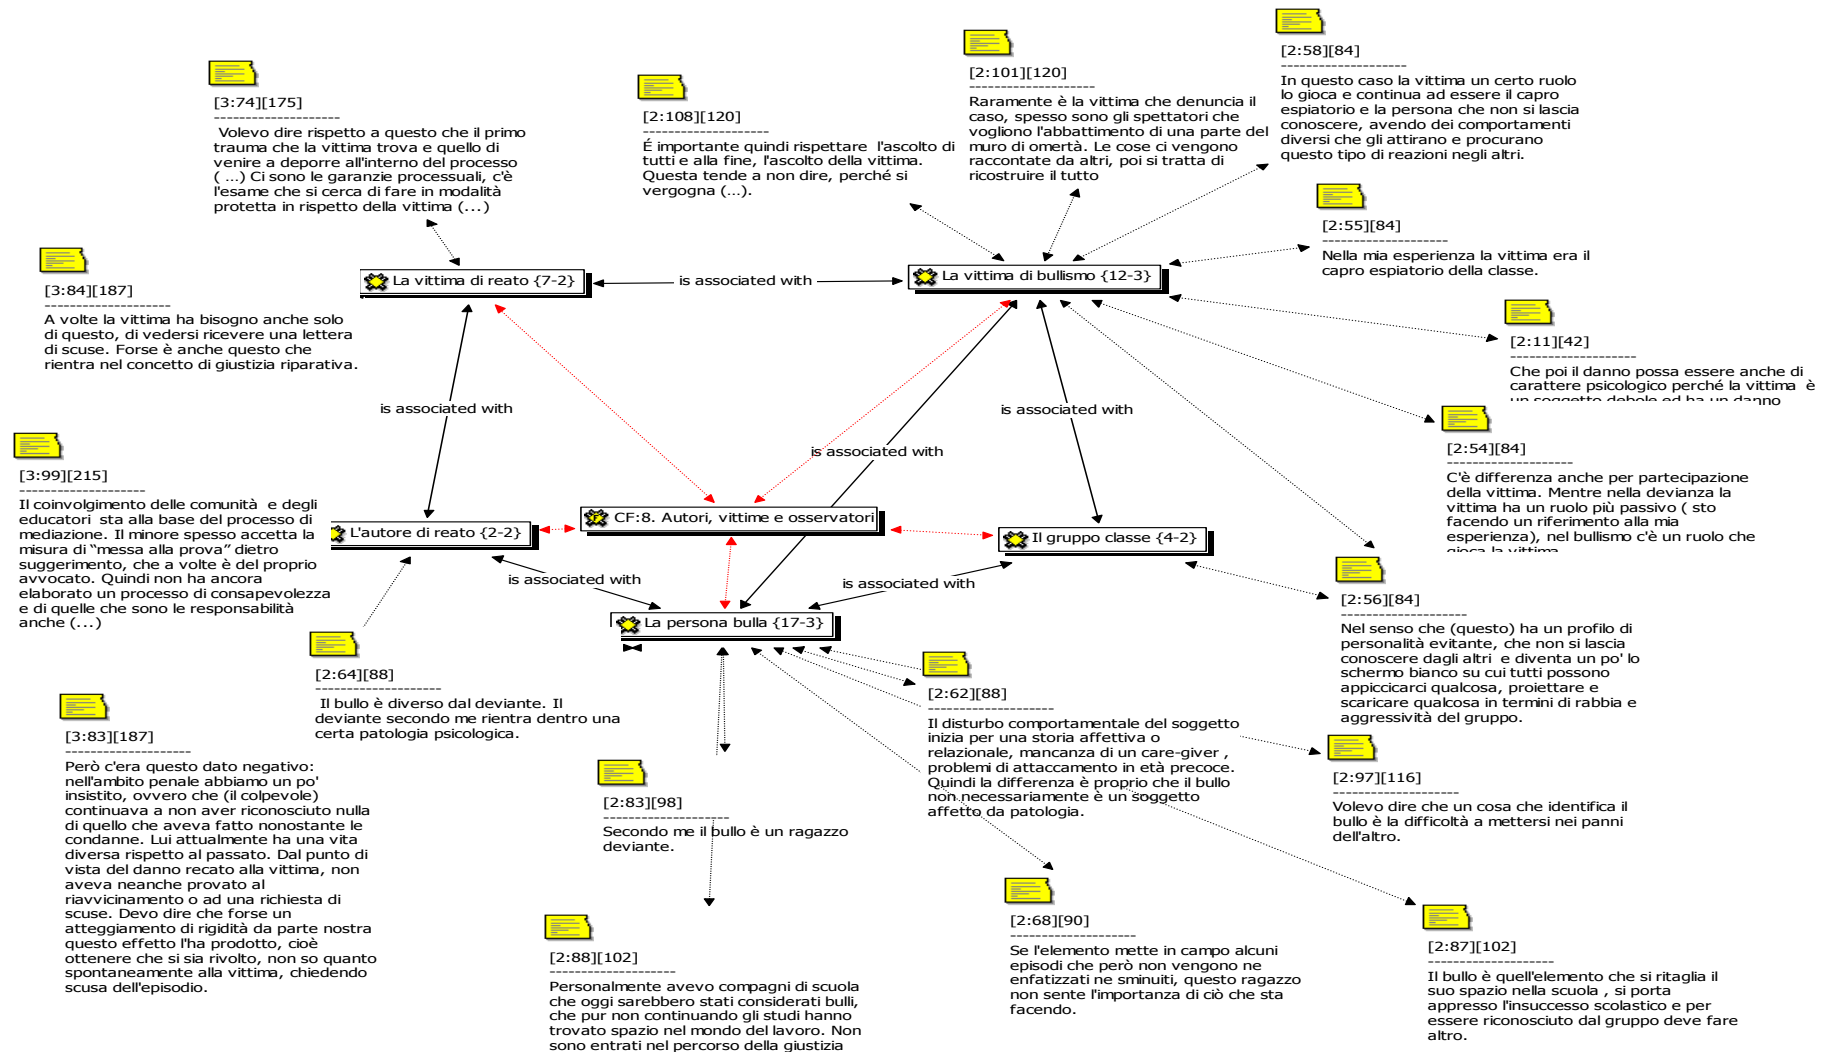 [2:58][84]
--------------------
In questo caso la vittima un certo ruolo
lo gioca e continua ad essere il capro
espiatorio e la persona che non si lascia
conoscere, avendo dei comportamenti
diversi che gli attirano e procurano
questo tipo di reazioni negli altri.
[2:101][120]
--------------------
Raramente è la vittima che denuncia il
caso, spesso sono gli spettatori che
vogliono l'abbattimento di una parte del
muro di omertà. Le cose ci vengono
raccontate da altri, poi si tratta di
ricostruire il tutto
[3:74][175]
--------------------
Volevo dire rispetto a questo che il primo
trauma che la vittima trova e quello di
venire a deporre all'interno del processo
( ...) Ci sono le garanzie processuali, c'è
l'esame che si cerca di fare in modalità
protetta in rispetto della vittima (...)
[2:108][120]
--------------------
É importante quindi rispettare l'ascolto di
tutti e alla fine, l'ascolto della vittima.
Questa tende a non dire, perché si
vergogna (...).
[2:55][84]
--------------------
Nella mia esperienza la vittima era il
capro espiatorio della classe.
La vittima di reato {7-2}
is associated with
La vittima di bullismo {12-3}
[3:84][187]
--------------------
A volte la vittima ha bisogno anche solo
di questo, di vedersi ricevere una lettera
di scuse. Forse è anche questo che
rientra nel concetto di giustizia riparativa.
[2:11][42]
--------------------
Che poi il danno possa essere anche di
carattere psicologico perché la vittima è
un soggetto debole ed ha un danno
is associated with
is associated with
is associated with
[2:54][84]
--------------------
C'è differenza anche per partecipazione
della vittima. Mentre nella devianza la
vittima ha un ruolo più passivo ( sto
facendo un riferimento alla mia
esperienza), nel bullismo c'è un ruolo che
gioca la vittima
[3:99][215]
--------------------
Il coinvolgimento delle comunità e degli
educatori sta alla base del processo di
mediazione. Il minore spesso accetta la
misura di “messa alla prova” dietro
suggerimento, che a volte è del proprio
avvocato. Quindi non ha ancora
elaborato un processo di consapevolezza
e di quelle che sono le responsabilità
anche (...)
L'autore di reato {2-2}
CF:8. Autori, vittime e osservatori
Il gruppo classe {4-2}
is associated with
is associated with
La persona bulla {17-3}
[2:56][84]
--------------------
Nel senso che (questo) ha un profilo di
personalità evitante, che non si lascia
conoscere dagli altri e diventa un po' lo
schermo bianco su cui tutti possono
appiccicarci qualcosa, proiettare e
scaricare qualcosa in termini di rabbia e
aggressività del gruppo.
[2:64][88]
--------------------
Il bullo è diverso dal deviante. Il
deviante secondo me rientra dentro una
certa patologia psicologica.
[2:62][88]
--------------------
Il disturbo comportamentale del soggetto
inizia per una storia affettiva o
relazionale, mancanza di un care-giver ,
problemi di attaccamento in età precoce.
Quindi la differenza è proprio che il bullo
non necessariamente è un soggetto
affetto da patologia.
[3:83][187]
--------------------
Però c'era questo dato negativo:
nell'ambito penale abbiamo un po'
insistito, ovvero che (il colpevole)
continuava a non aver riconosciuto nulla
di quello che aveva fatto nonostante le
condanne. Lui attualmente ha una vita
diversa rispetto al passato. Dal punto di
vista del danno recato alla vittima, non
aveva neanche provato al
riavvicinamento o ad una richiesta di
scuse. Devo dire che forse un
atteggiamento di rigidità da parte nostra
questo effetto l'ha prodotto, cioè
ottenere che si sia rivolto, non so quanto
spontaneamente alla vittima, chiedendo
scusa dell'episodio.
[2:83][98]
--------------------
Secondo me il bullo è un ragazzo
deviante.
[2:97][116]
--------------------
Volevo dire che un cosa che identifica il
bullo è la difficoltà a mettersi nei panni
dell'altro.
[2:88][102]
--------------------
Personalmente avevo compagni di scuola
che oggi sarebbero stati considerati bulli,
che pur non continuando gli studi hanno
trovato spazio nel mondo del lavoro. Non
sono entrati nel percorso della giustizia
[2:68][90]
--------------------
Se l'elemento mette in campo alcuni
episodi che però non vengono ne
enfatizzati ne sminuiti, questo ragazzo
non sente l'importanza di ciò che sta
facendo.
[2:87][102]
--------------------
Il bullo è quell'elemento che si ritaglia il
suo spazio nella scuola , si porta
appresso l'insuccesso scolastico e per
essere riconosciuto dal gruppo deve fare
altro.